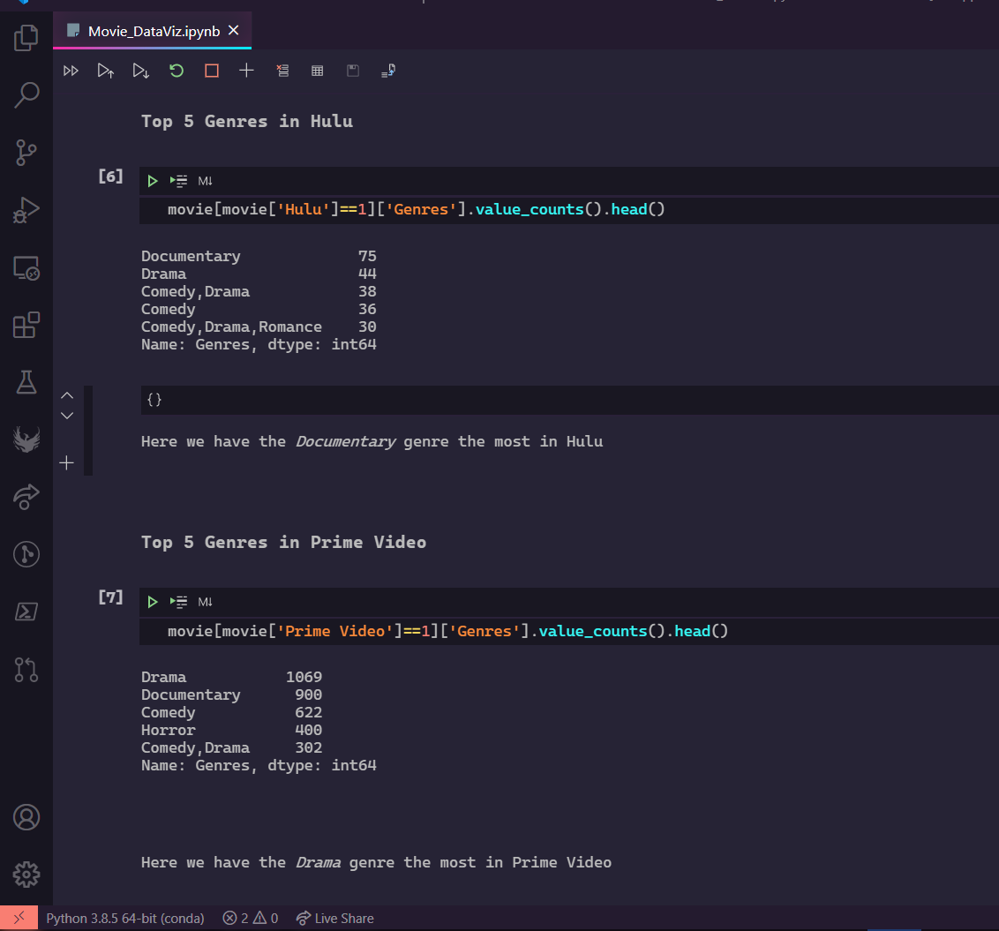 Movie_DataViz.ipynb
Top 5 Genres in Hulu
[6]
M↓
movie[movie['Hulu']==1]['Genres'].value_counts().head()
Documentary 75
Drama 44
Comedy,Drama 38
Comedy 36
Comedy,Drama,Romance 30
Name: Genres, dtype: int64
{}
Here we have the Documentary genre the most in Hulu
Top 5 Genres in Prime Video
[7]
M↓
movie[movie['Prime Video']==1]['Genres'].value_counts().head()
Drama 1069
Documentary 900
Comedy 622
Horror 400
Comedy,Drama 302
Name: Genres, dtype: int64
Here we have the Drama genre the most in Prime Video
Python 3.8.5 64-bit (conda) 2 0 Live Share